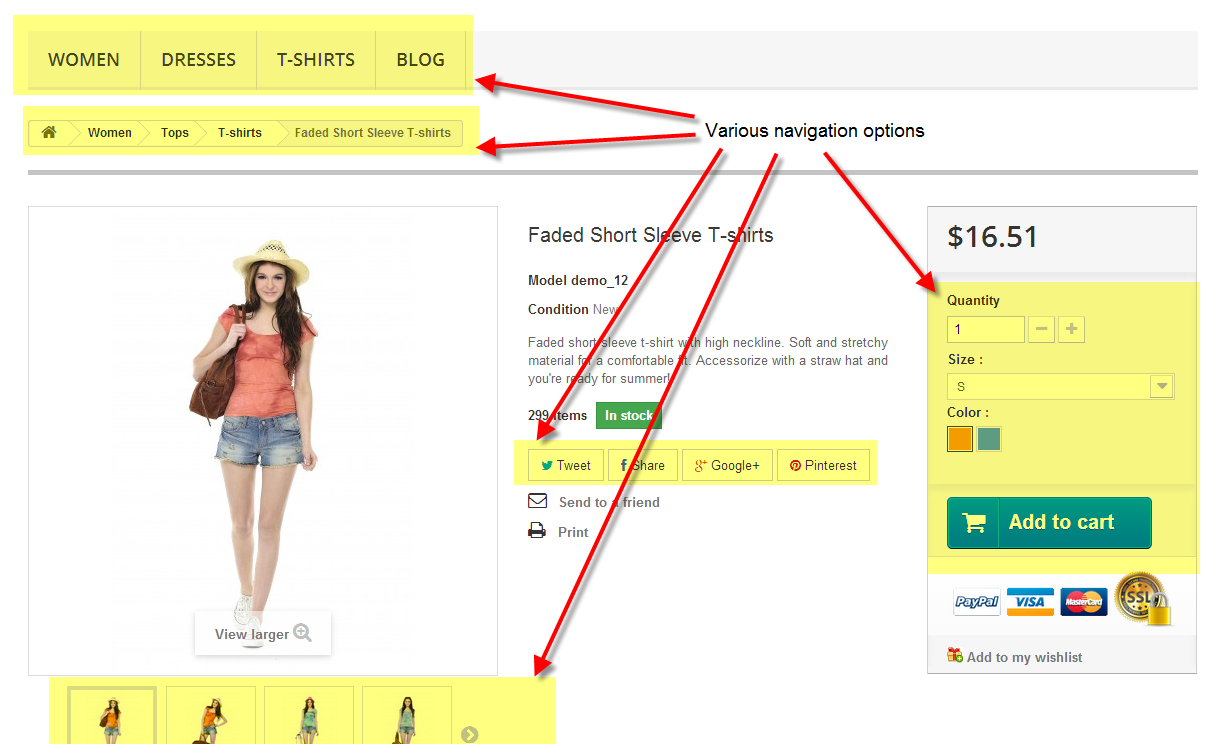 WOMEN DRESSES T-SHIRTS BLOG
Women Tops T-shirts Faded Short Sleeve T-shirts
Various navigation options
Faded Short Sleeve T-shirts
Model demo_12
Condition New
Faded short sleeve t-shirt with high neckline. Soft and stretchy
material for a comfortable fit. Accessorize with a straw hat and
you're ready for summer!
299 Items In stock
Tweet Share Google+ Pinterest
Send to a friend
Print
View larger
$16.51
Quantity
1
Size :
S
Color :
Add to cart
PayPal VISA MasterCard SSL
Add to my wishlist